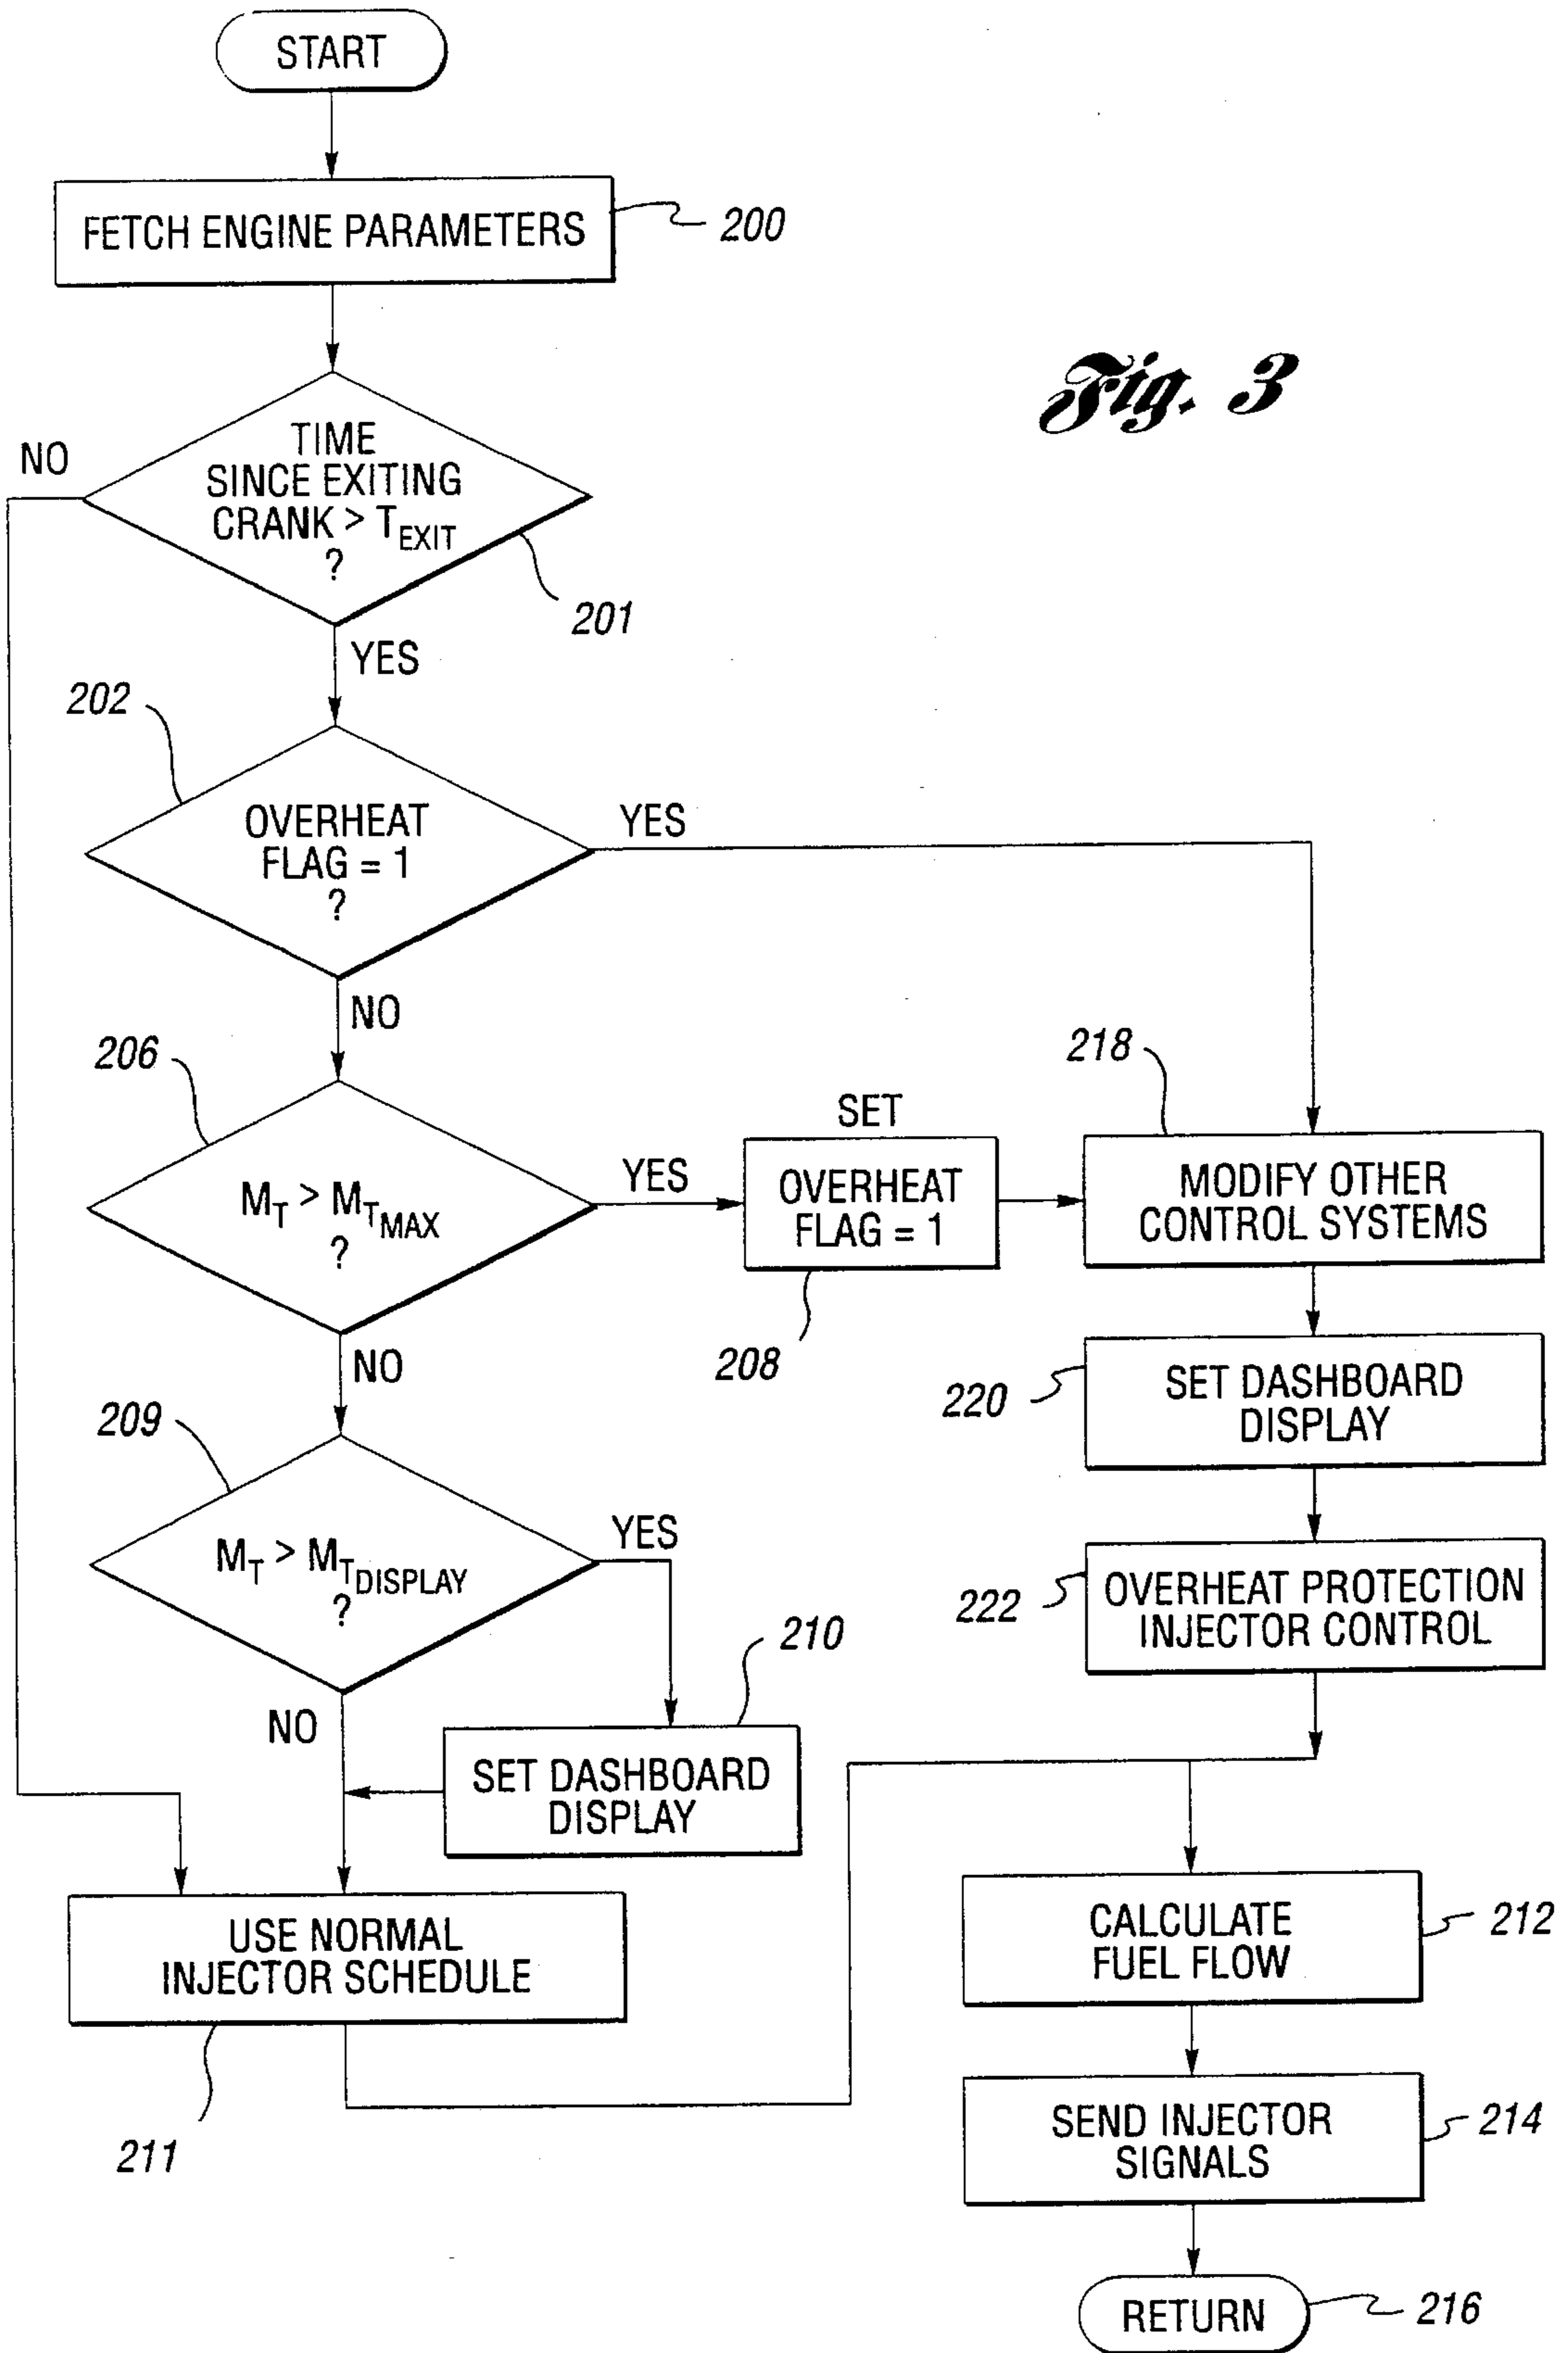 START
FETCH ENGINE PARAMETERS
200
Fig. 3
TIME
SINCE EXITING
CRANK > T_EXIT
?
NO
201
YES
202
OVERHEAT
FLAG = 1
?
YES
NO
206
M_T > M_T_MAX
?
YES
SET
OVERHEAT
FLAG = 1
208
218
MODIFY OTHER
CONTROL SYSTEMS
NO
220
SET DASHBOARD
DISPLAY
209
M_T > M_T_DISPLAY
?
YES
222
OVERHEAT PROTECTION
INJECTOR CONTROL
NO
210
SET DASHBOARD
DISPLAY
USE NORMAL
INJECTOR SCHEDULE
211
CALCULATE
FUEL FLOW
212
SEND INJECTOR
SIGNALS
214
RETURN
216